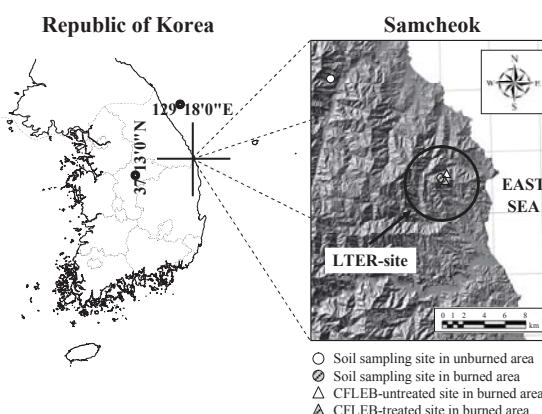 Republic of Korea
Samcheok
129°18'0"E
37°13'0"N
N
W E
S
EAST
SEA
LTER-site
0 1 2 4 6 8
km
Soil sampling site in unburned area
Soil sampling site in burned area
CFLEB-untreated site in burned area
CFLEB-treated site in burned area